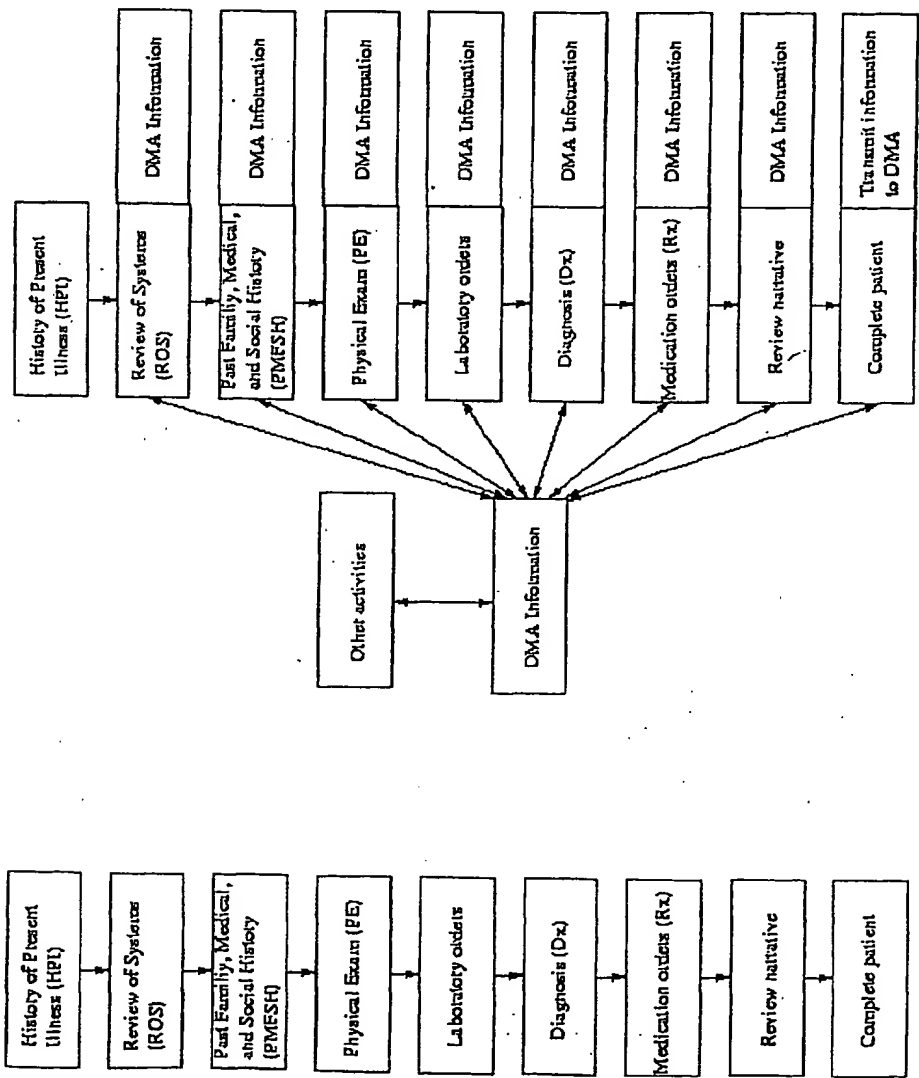 History of Present
Illness (HPI)
Review of Systems
(ROS)
Past Family, Medical,
and Social History
(PMFSH)
Physical Exam (PE)
Laboratory orders
Diagnosis (Dx)
Medication orders (Rx)
Review narrative
Complete patient
Other activities
DMA Information
History of Present
Illness (HPI)
Review of Systems
(ROS)
DMA Information
Past Family, Medical,
and Social History
(PMFSH)
DMA Information
Physical Exam (PE)
DMA Information
Laboratory orders
DMA Information
Diagnosis (Dx)
DMA Information
Medication orders (Rx)
DMA Information
Review narrative
DMA Information
Complete patient
Transmit information
to DMA